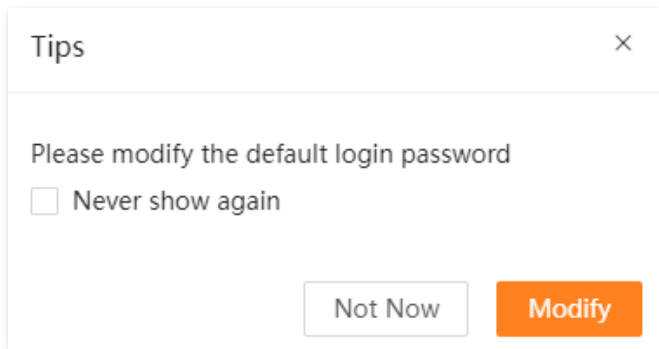 Tips
Please modify the default login password
Never show again
Not Now
Modify